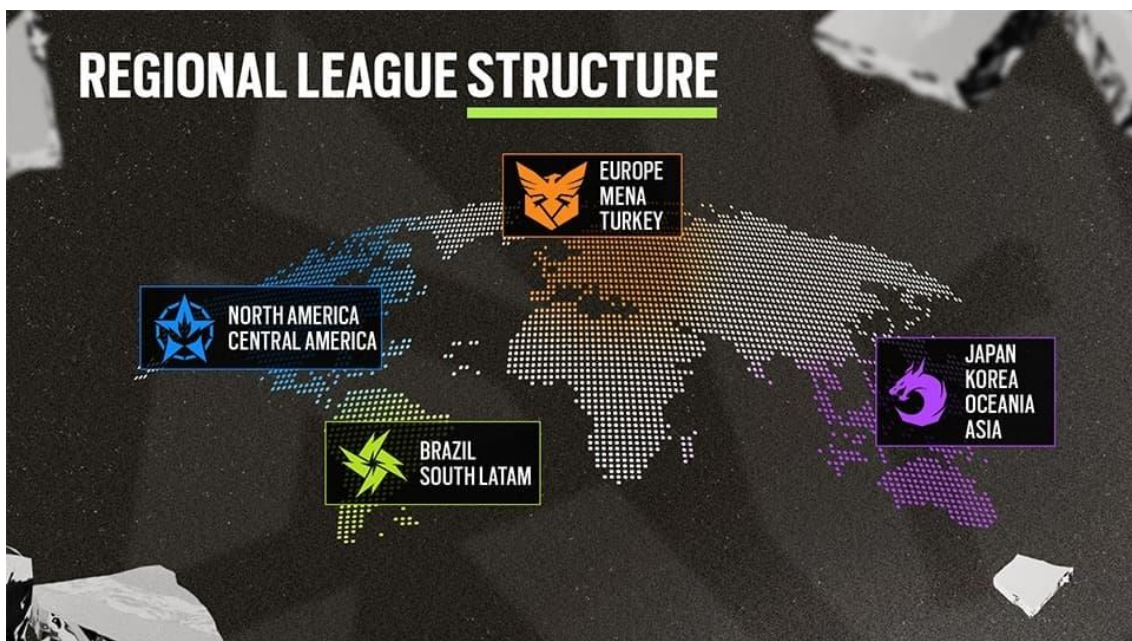 REGIONAL LEAGUE STRUCTURE
EUROPE
MENA
TURKEY
NORTH AMERICA
CENTRAL AMERICA
JAPAN
KOREA
OCEANIA
ASIA
BRAZIL
SOUTH LATAM